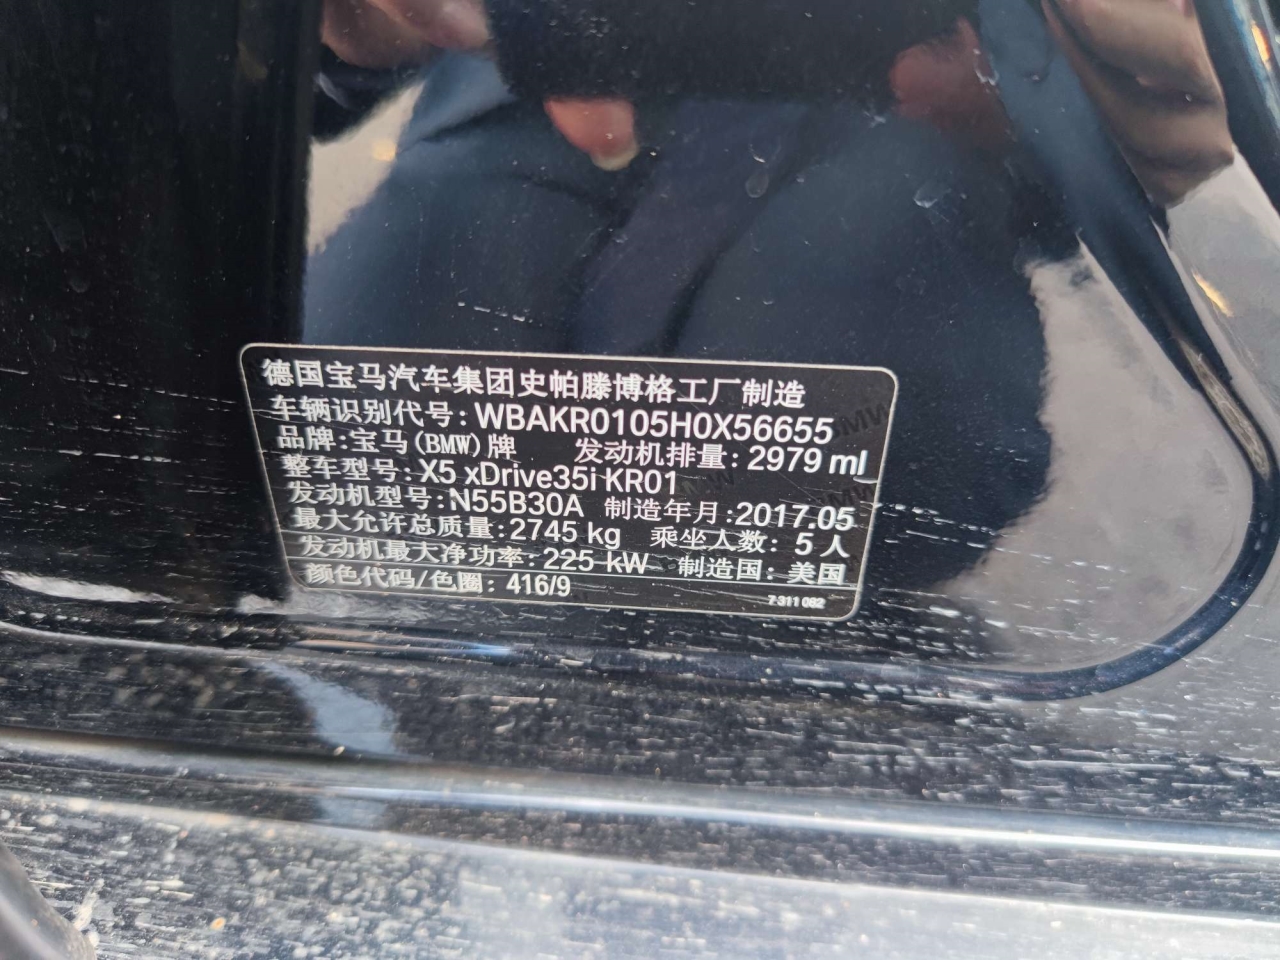 德国宝马汽车集团史帕滕博格工厂制造
车辆识别代号: WBAKR0105H0X56655
品牌: 宝马(BMW)牌 发动机排量: 2979 ml
整车型号: X5 xDrive35i KR01
发动机型号: N55B30A 制造年月: 2017.05
最大允许总质量: 2745 kg 乘坐人数: 5 人
发动机最大净功率: 225 kW 制造国: 美国
颜色代码/色圈: 416/9
7 311 082